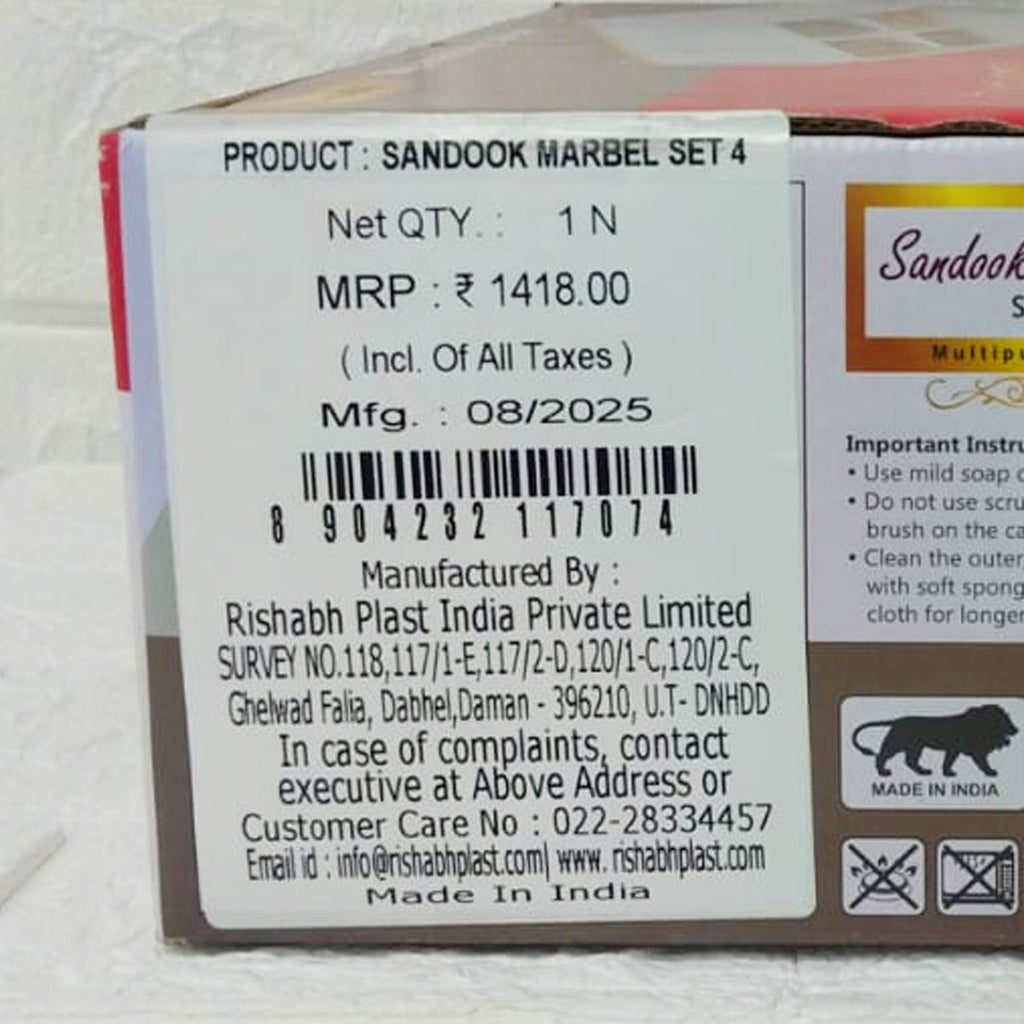 PRODUCT : SANDOOK MARBEL SET 4
Net QTY. : 1 N
MRP : ₹ 1418.00
( Incl. Of All Taxes )
Mfg. : 08/2025
8 904232 117074
Manufactured By :
Rishabh Plast India Private Limited
SURVEY NO.118,117/1-E,117/2-D,120/1-C,120/2-C,
Ghelwad Falia, Dabhel,Daman - 396210, U.T- DNHDD
In case of complaints, contact
executive at Above Address or
Customer Care No : 022-28334457
Email id : info@rishabhplast.com| www. rishabhplast.com
Made In India
Sandook
Important
• Use mild soap
• Do not use
brush on the
• Clean the outer,
with soft
cloth for longer
MADE IN INDIA